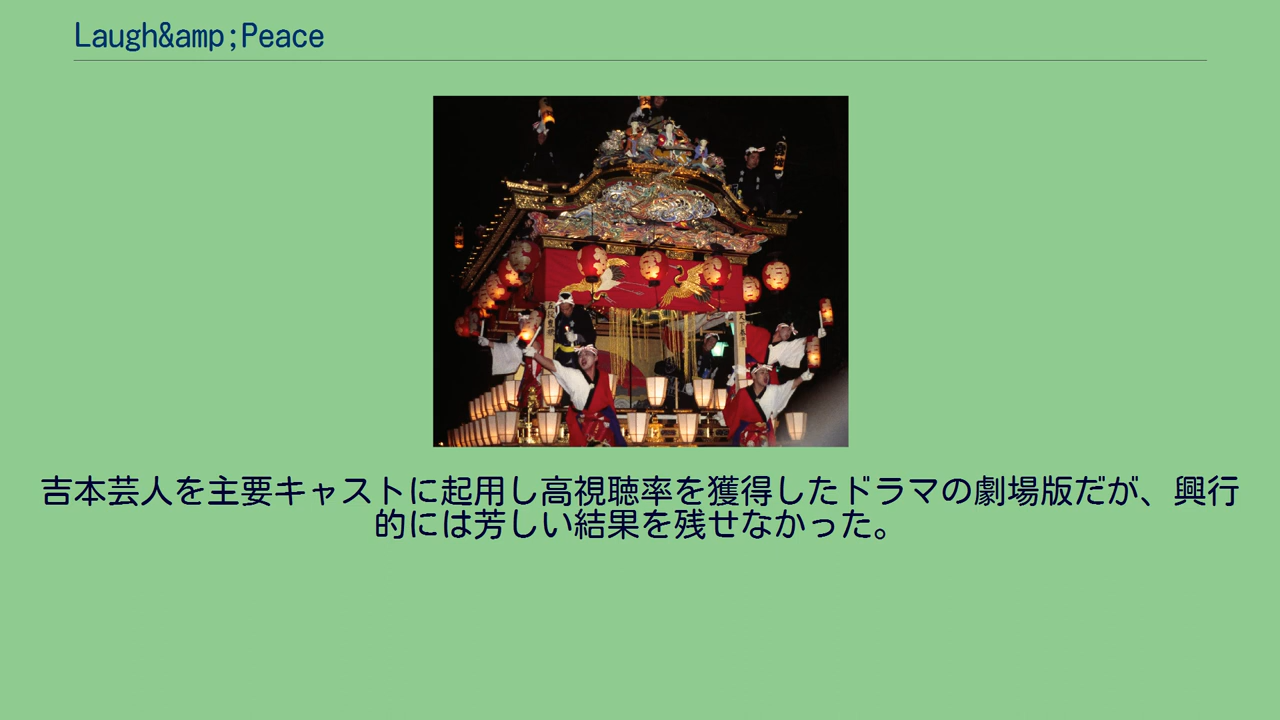 Laugh&amp;Peace
吉本芸人を主要キャストに起用し高視聴率を獲得したドラマの劇場版だが、興行
的には芳しい結果を残せなかった。